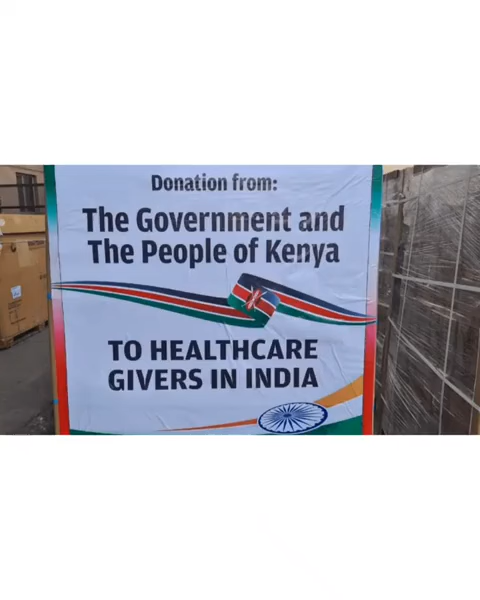 Donation from:
The Government and
The People of Kenya
TO HEALTHCARE
GIVERS IN INDIA